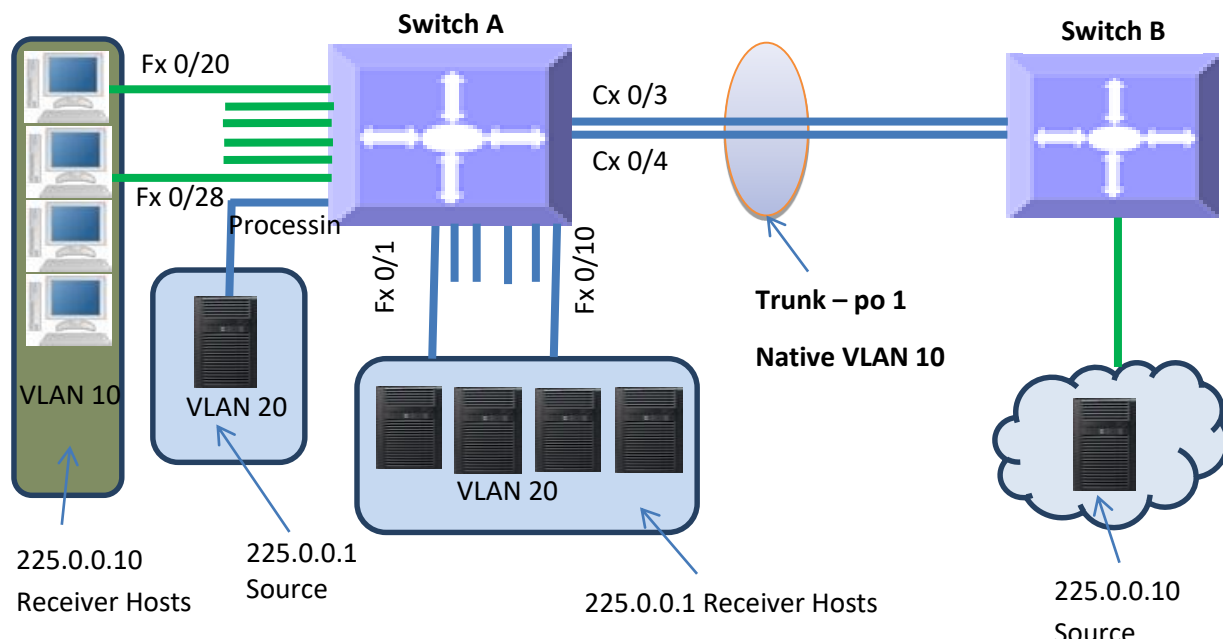 Switch A
Switch B
Fx 0/20
Cx 0/3
Cx 0/4
Fx 0/28
Processin
Fx 0/1
Fx 0/10
Trunk – po 1
Native VLAN 10
VLAN 10
VLAN 20
VLAN 20
225.0.0.10
Receiver Hosts
225.0.0.1
Source
225.0.0.1 Receiver Hosts
225.0.0.10
Source